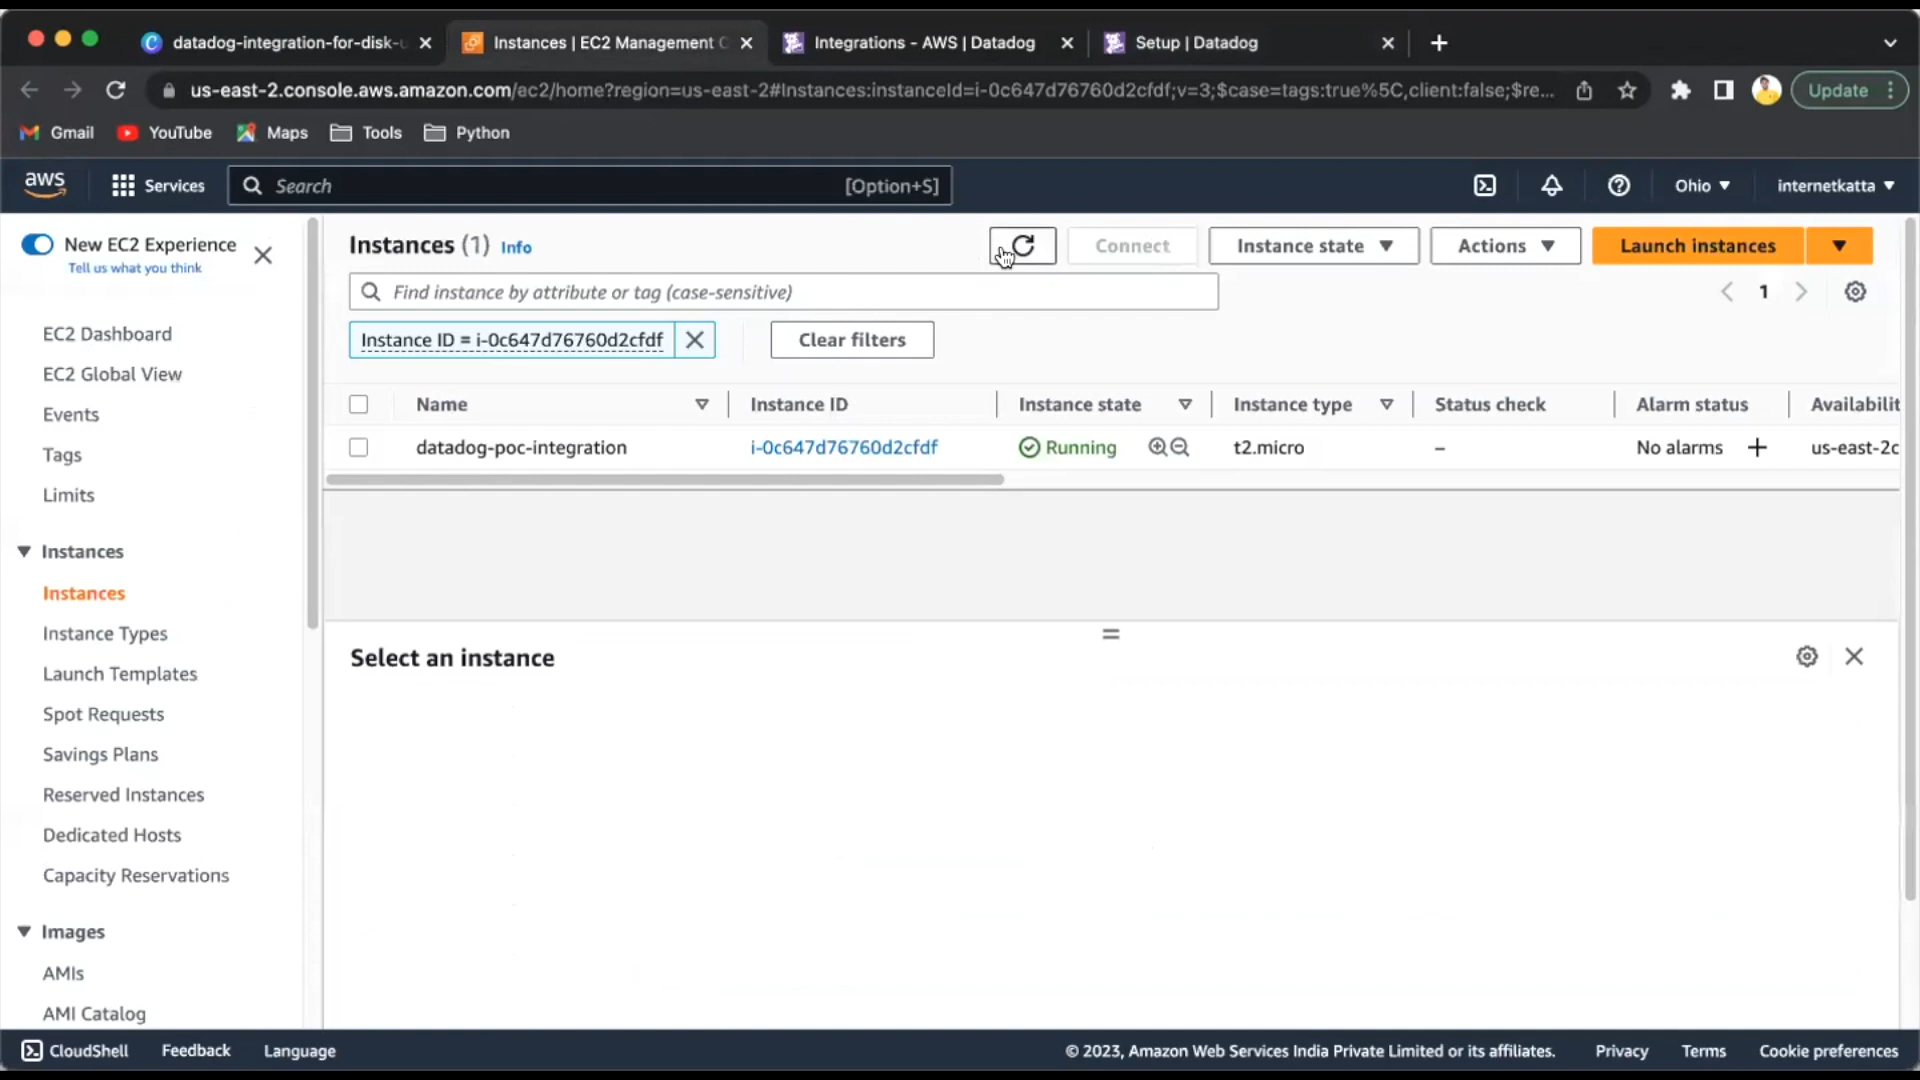 datadog-integration-for-disk-u
Instances | EC2 Management C
Integrations - AWS | Datadog
Setup | Datadog
us-east-2.console.aws.amazon.com/ec2/home?region=us-east-2#Instances:instanceId=i-0c647d76760d2cfdf;v=3;$case=tags:true%5C,client:false;$re...
Update
Gmail
YouTube
Maps
Tools
Python
aws
Services
Search
[Option+S]
Ohio
internetkatta
New EC2 Experience
Tell us what you think
Instances (1) Info
Connect
Instance state
Actions
Launch instances
Find instance by attribute or tag (case-sensitive)
1
Instance ID = i-0c647d76760d2cfdf
Clear filters
Name
Instance ID
Instance state
Instance type
Status check
Alarm status
Availabilit
datadog-poc-integration
i-0c647d76760d2cfdf
Running
t2.micro
–
No alarms
us-east-2c
Select an instance
EC2 Dashboard
EC2 Global View
Events
Tags
Limits
Instances
Instances
Instance Types
Launch Templates
Spot Requests
Savings Plans
Reserved Instances
Dedicated Hosts
Capacity Reservations
Images
AMIs
AMI Catalog
CloudShell
Feedback
Language
© 2023, Amazon Web Services India Private Limited or its affiliates.
Privacy
Terms
Cookie preferences